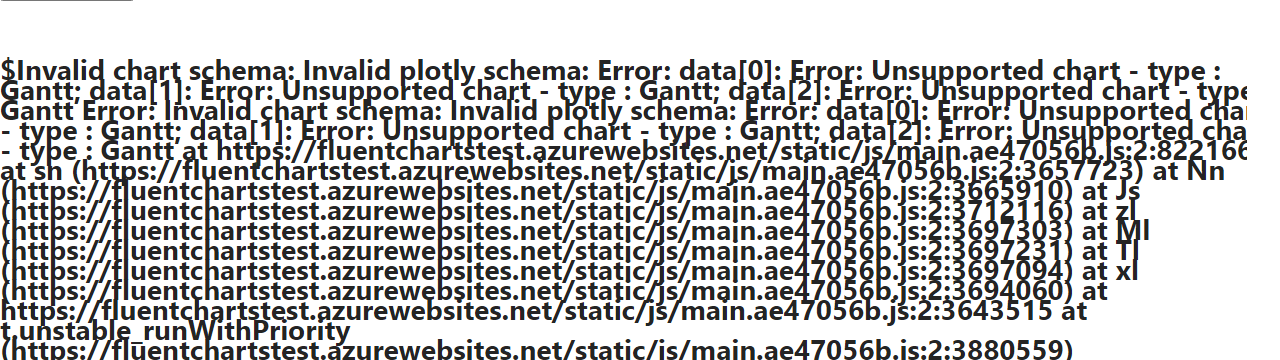 $Invalid chart schema: Invalid plotly schema: Error: data[0]: Error: Unsupported chart - type :
Gantt; data[1]: Error: Unsupported chart - type : Gantt; data[2]: Error: Unsupported chart - type
Gantt Error: Invalid chart schema: Invalid plotly schema: Error: data[0]: Error: Unsupported cha
- type : Gantt; data[1]: Error: Unsupported chart - type : Gantt; data[2]: Error: Unsupported cha
- type : Gantt at https://fluentchartstest.azurewebsites.net/static/js/main.ae47056b.js:2:822166
at sh (https://fluentchartstest.azurewebsites.net/static/js/main.ae47056b.js:2:3657723) at Nn
(https://fluentchartstest.azurewebsites.net/static/js/main.ae47056b.js:2:3665910) at Js
(https://fluentchartstest.azurewebsites.net/static/js/main.ae47056b.js:2:3712116) at zl
(https://fluentchartstest.azurewebsites.net/static/js/main.ae47056b.js:2:3697303) at Ml
(https://fluentchartstest.azurewebsites.net/static/js/main.ae47056b.js:2:3697231) at Tl
(https://fluentchartstest.azurewebsites.net/static/js/main.ae47056b.js:2:3697094) at xl
(https://fluentchartstest.azurewebsites.net/static/js/main.ae47056b.js:2:3694060) at
https://fluentchartstest.azurewebsites.net/static/js/main.ae47056b.js:2:3643515 at
t.unstable_runWithPriority
(https://fluentchartstest.azurewebsites.net/static/js/main.ae47056b.js:2:3880559)